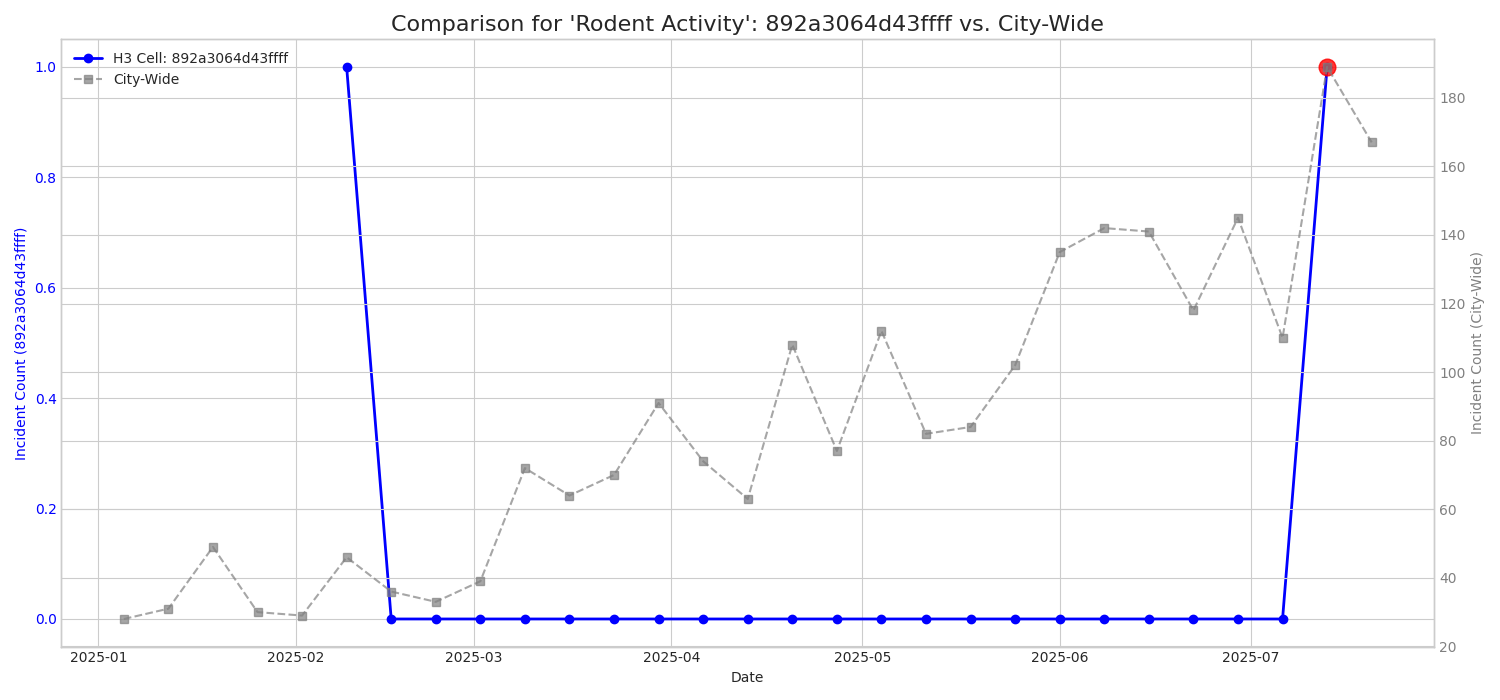 Comparison for 'Rodent Activity': 892a3064d43ffff vs. City-Wide
H3 Cell: 892a3064d43ffff
City-Wide
1.0
0.8
0.6
0.4
0.2
0.0
Incident Count (892a3064d43ffff)
180
160
140
120
100
80
60
40
20
Incident Count (City-Wide)
2025-01 2025-02 2025-03 2025-04 2025-05 2025-06 2025-07
Date